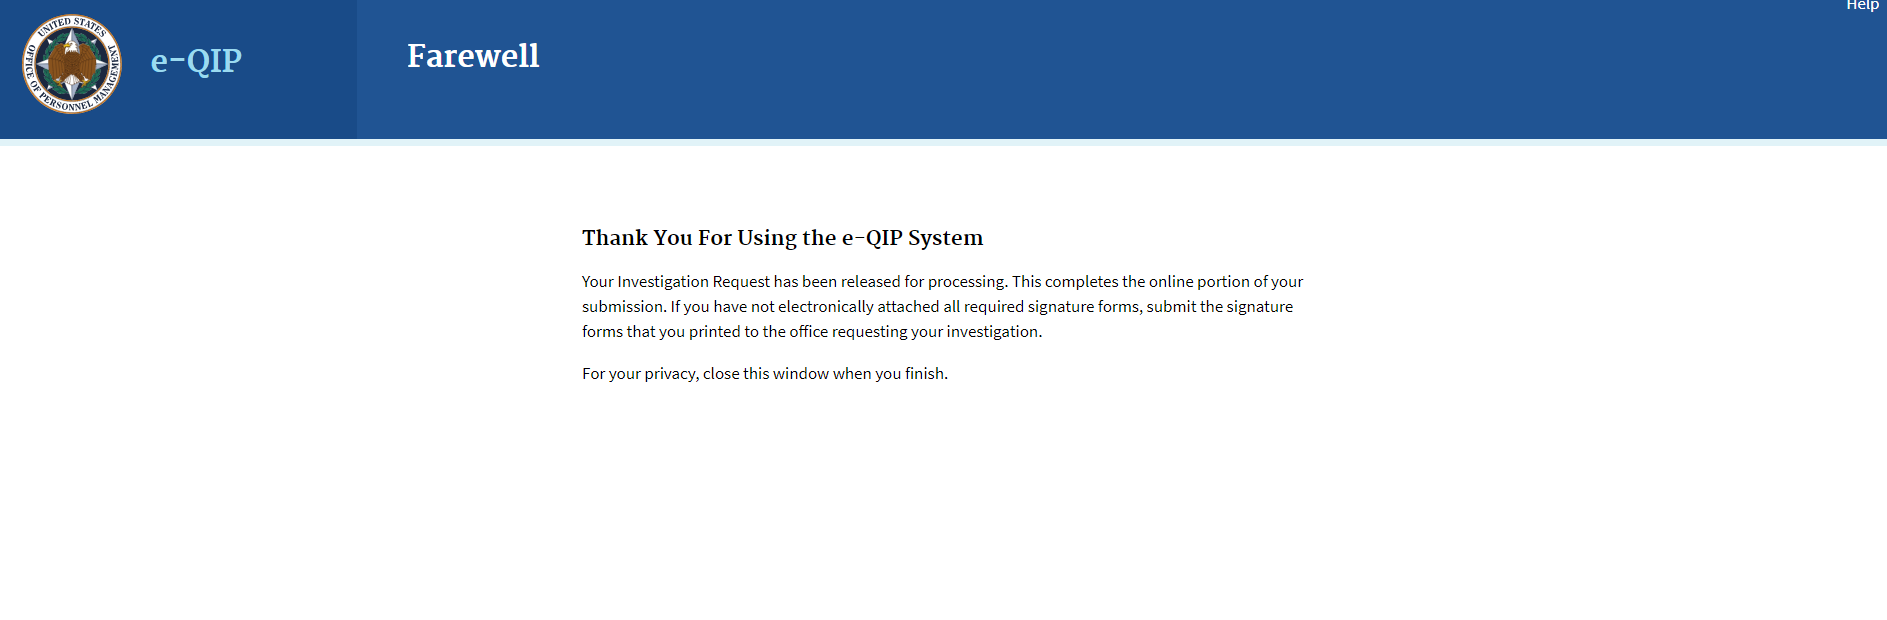 Help
UNITED STATES
OFFICE OF PERSONNEL MANAGEMENT
e-QIP
Farewell
Thank You For Using the e-QIP System
Your Investigation Request has been released for processing. This completes the online portion of your
submission. If you have not electronically attached all required signature forms, submit the signature
forms that you printed to the office requesting your investigation.
For your privacy, close this window when you finish.